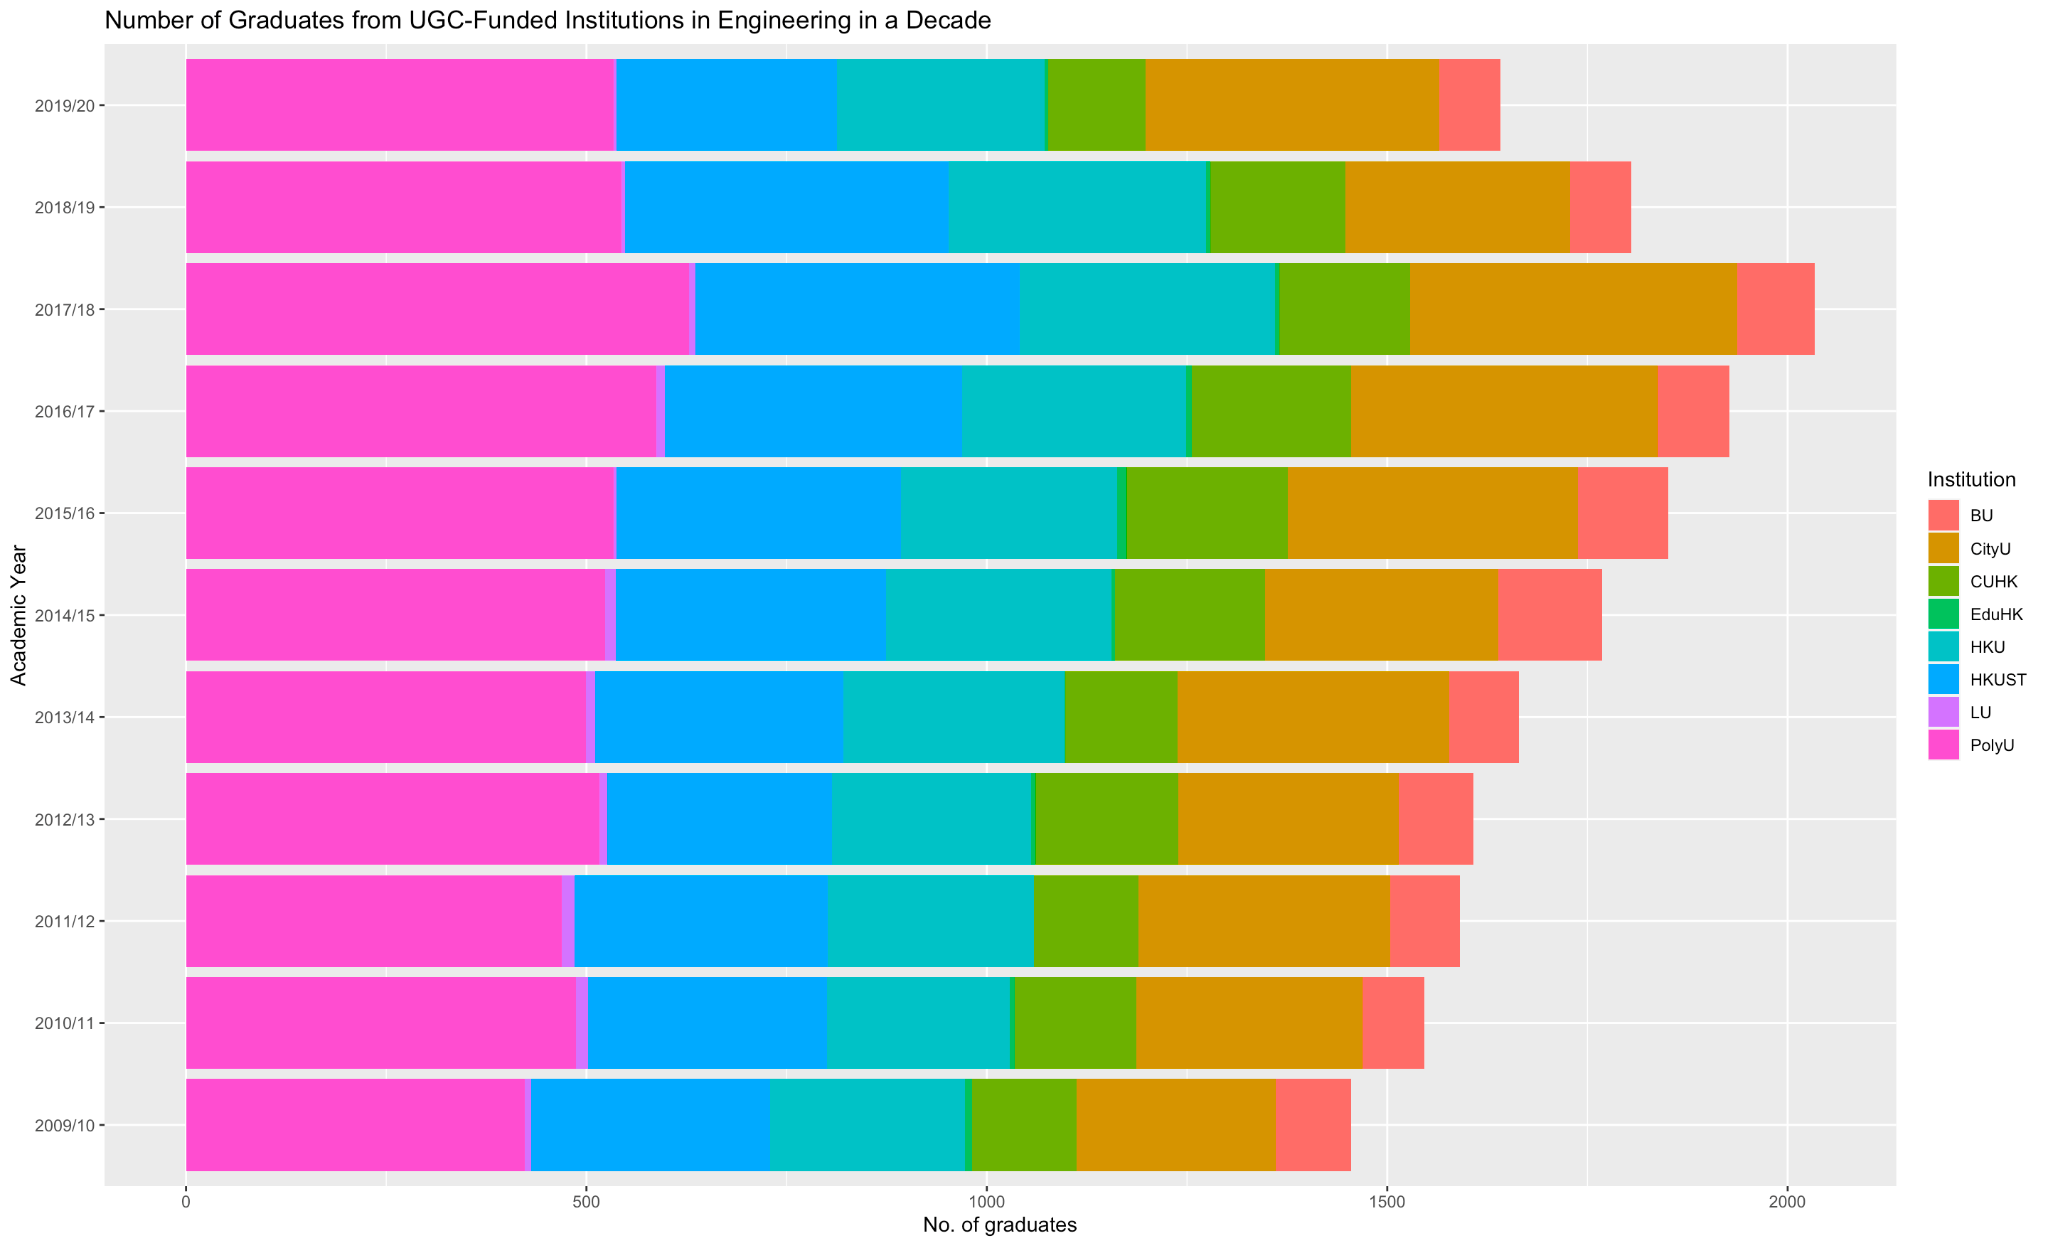 Number of Graduates from UGC-Funded Institutions in Engineering in a Decade
Academic Year
2019/20
2018/19
2017/18
2016/17
2015/16
2014/15
2013/14
2012/13
2011/12
2010/11
2009/10
0 500 1000 1500 2000
No. of graduates
Institution
BU
CityU
CUHK
EduHK
HKU
HKUST
LU
PolyU